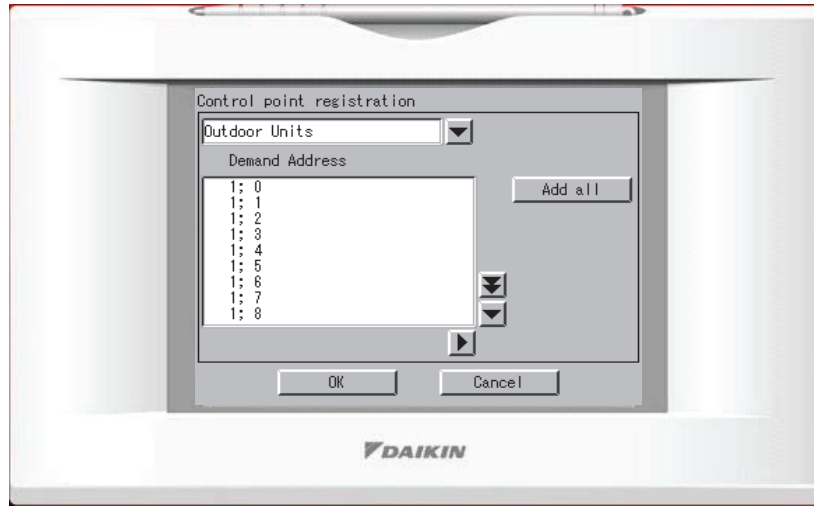 Control point registration
Outdoor Units
Demand Address
1; 0
1; 1
1; 2
1; 3
1; 4
1; 5
1; 6
1; 7
1; 8
Add all
OK
Cancel
DAIKIN